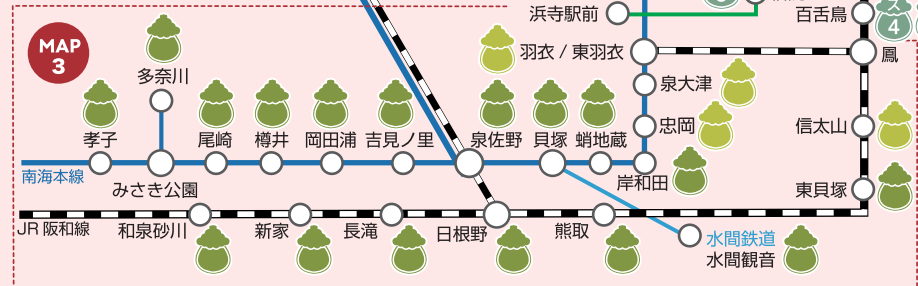 浜寺駅前
百舌鳥
ス
4
MAP
3
羽衣 / 東羽衣
鳳
多奈川
泉大津
孝子
尾崎
樽井
岡田浦
吉見ノ里
泉佐野
貝塚
蛸地蔵
忠岡
信太山
南海本線
みさき公園
岸和田
東貝塚
JR 阪和線
和泉砂川
新家
長滝
日根野
熊取
水間鉄道
水間観音